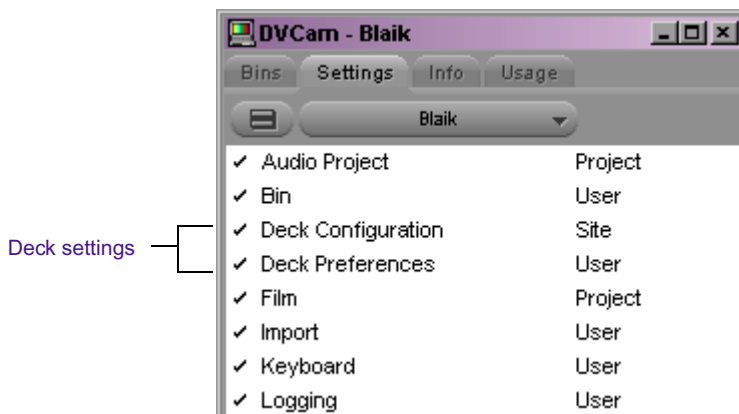 DVCam - Blaik
Bins Settings Info Usage
Blaik
Audio Project Project
Bin User
Deck Configuration Site
Deck settings
Deck Preferences User
Film Project
Import User
Keyboard User
Logging User